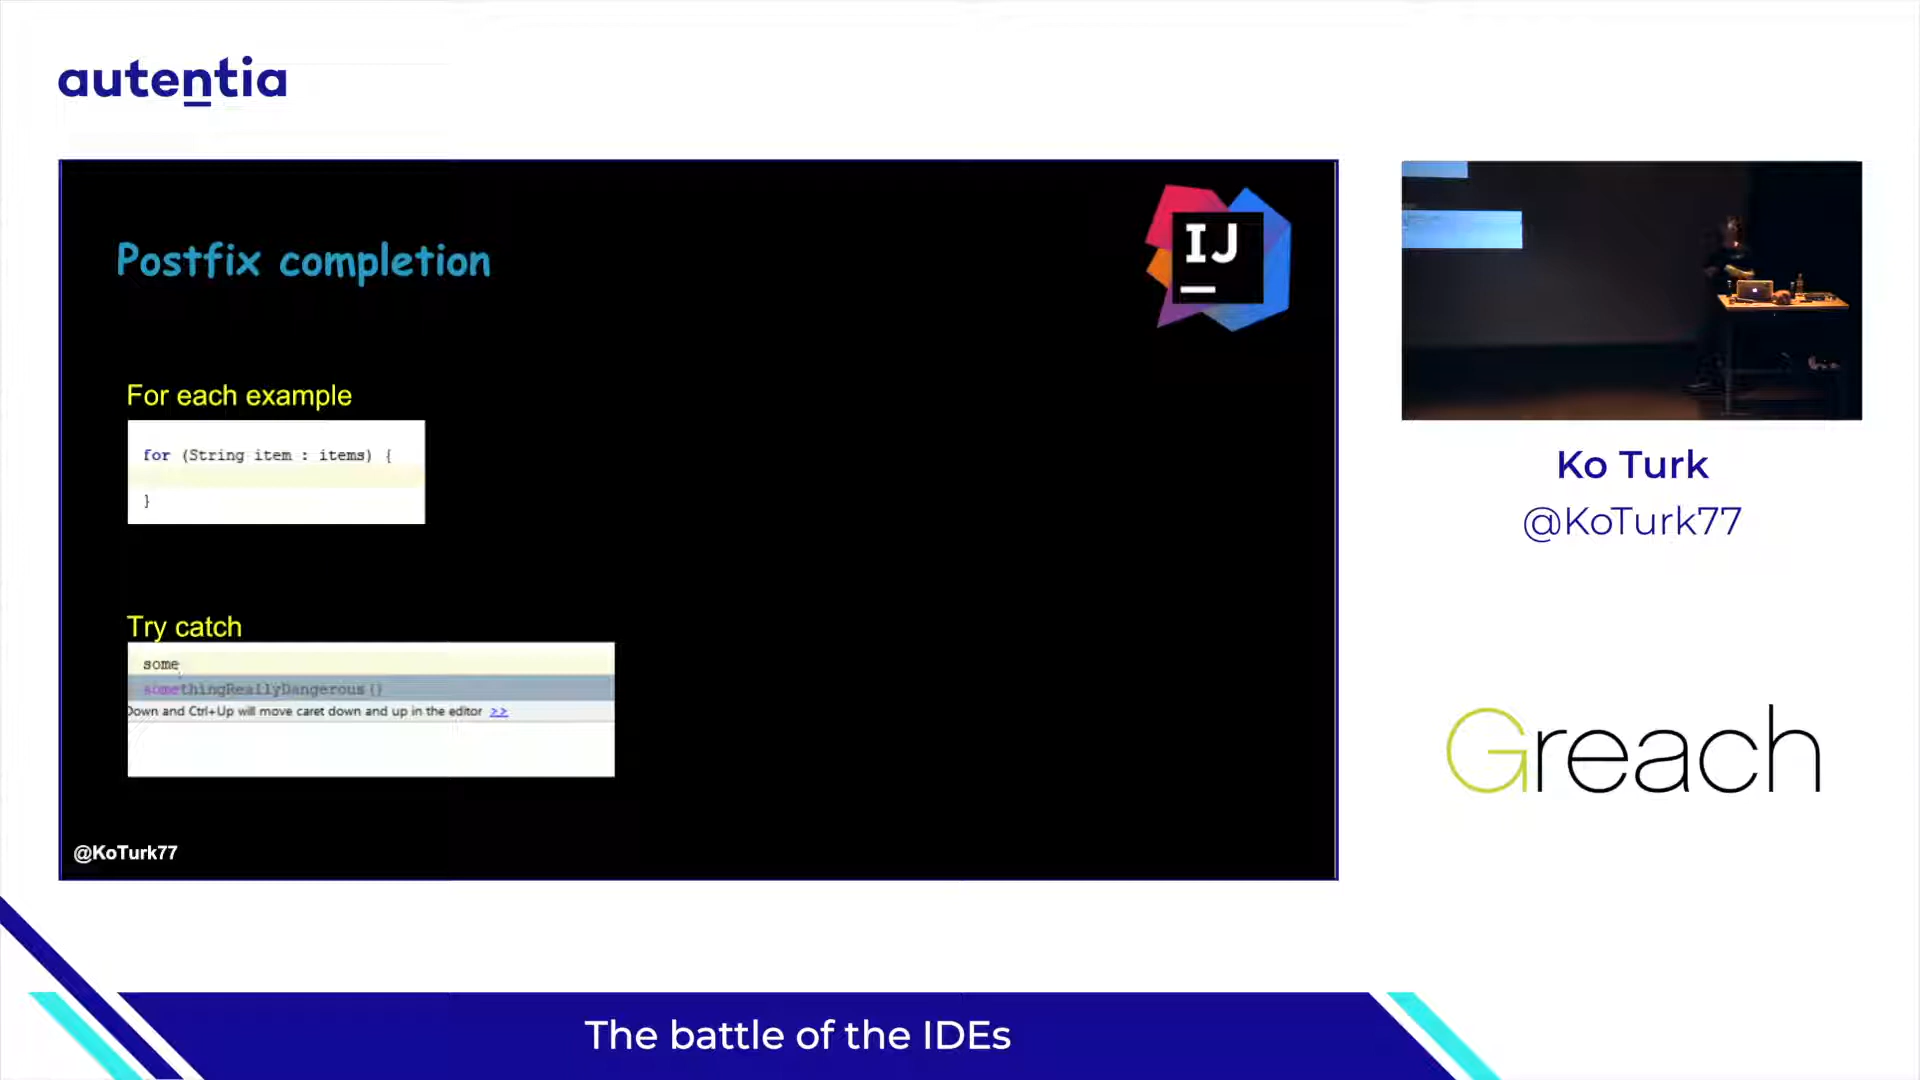 autentia
Postfix completion
IJ
For each example
for (String item : items) {
}
Try catch
some
somethingReallyDangerous()
Down and Ctrl+Up will move caret down and up in the editor >>
@KoTurk77
Ko Turk
@KoTurk77
Greach
The battle of the IDEs